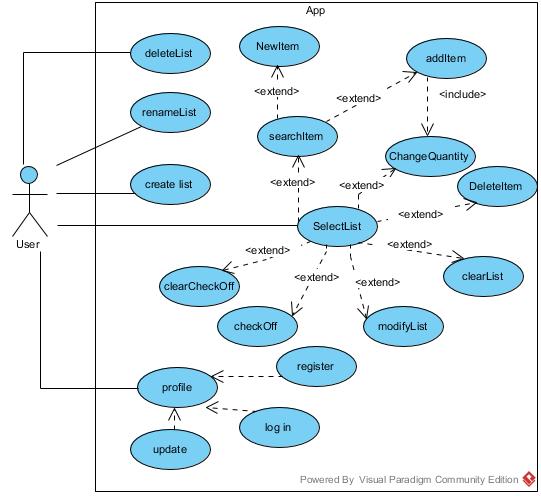 App
deleteList
NewItem
addItem
<extend>
<extend>
<include>
renameList
searchItem
ChangeQuantity
create list
<extend>
<extend>
DeleteItem
<extend>
SelectList
User
<extend>
<extend>
<extend>
<extend>
clearList
clearCheckOff
<extend>
checkOff
modifyList
register
profile
log in
update
Powered By Visual Paradigm Community Edition